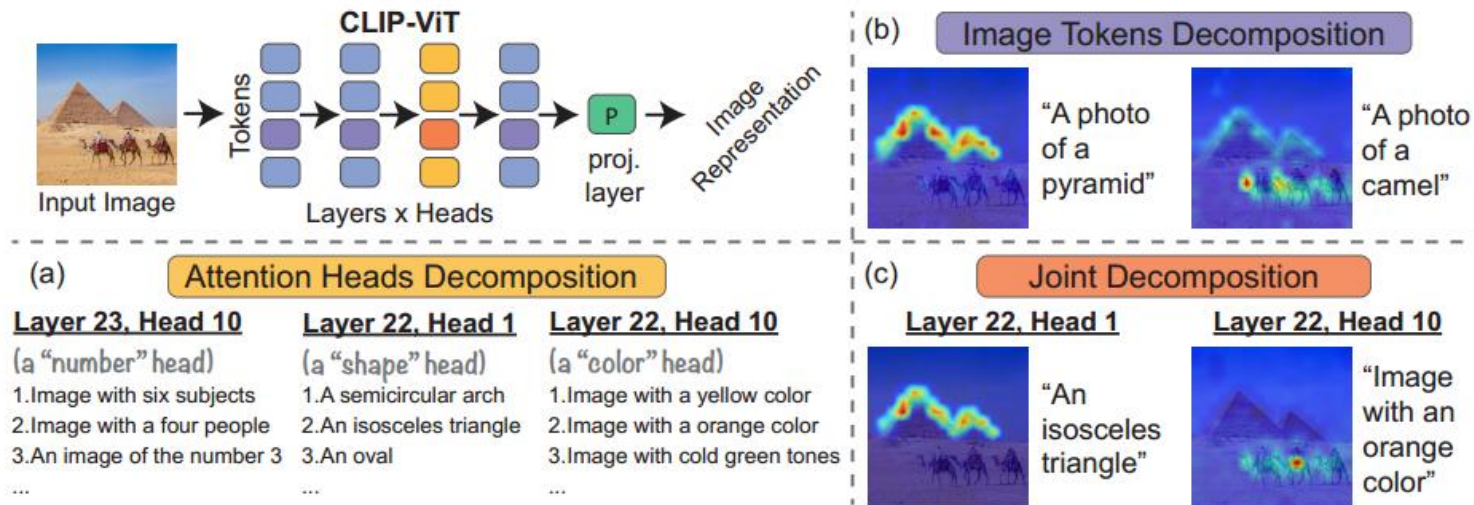 CLIP-ViT
Tokens
P
proj.
layer
Image
Representation
Input Image
Layers x Heads
(b)
Image Tokens Decomposition
“A photo
of a
pyramid”
“A photo
of a
camel”
(a)
Attention Heads Decomposition
Layer 23, Head 10
(a “number” head)
1.Image with six subjects
2.Image with a four people
3.An image of the number 3
...
Layer 22, Head 1
(a “shape” head)
1.A semicircular arch
2.An isosceles triangle
3.An oval
...
Layer 22, Head 10
(a “color” head)
1.Image with a yellow color
2.Image with a orange color
3.Image with cold green tones
...
(c)
Joint Decomposition
Layer 22, Head 1
“An
isosceles
triangle”
Layer 22, Head 10
“Image
with an
orange
color”